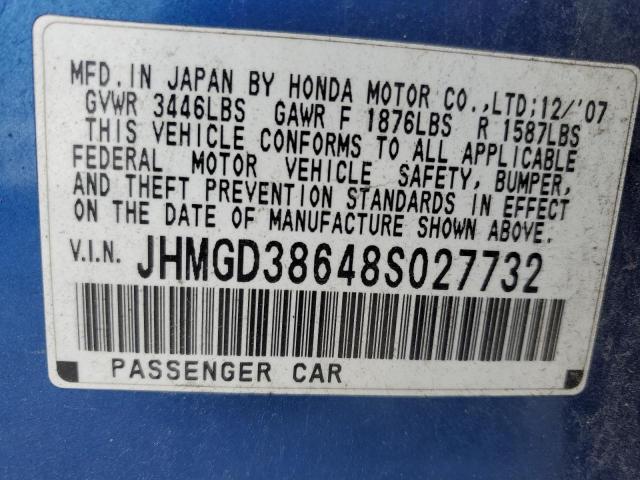 MFD. IN JAPAN BY HONDA MOTOR CO.,LTD;12/'07
GVWR 3446LBS GAWR F 1876LBS R 1587LBS
THIS VEHICLE CONFORMS TO ALL APPLICABLE
FEDERAL MOTOR VEHICLE SAFETY, BUMPER,
AND THEFT PREVENTION STANDARDS IN EFFECT
ON THE DATE OF MANUFACTURE SHOWN ABOVE.
V.I.N. JHMGD38648S027732
PASSENGER CAR